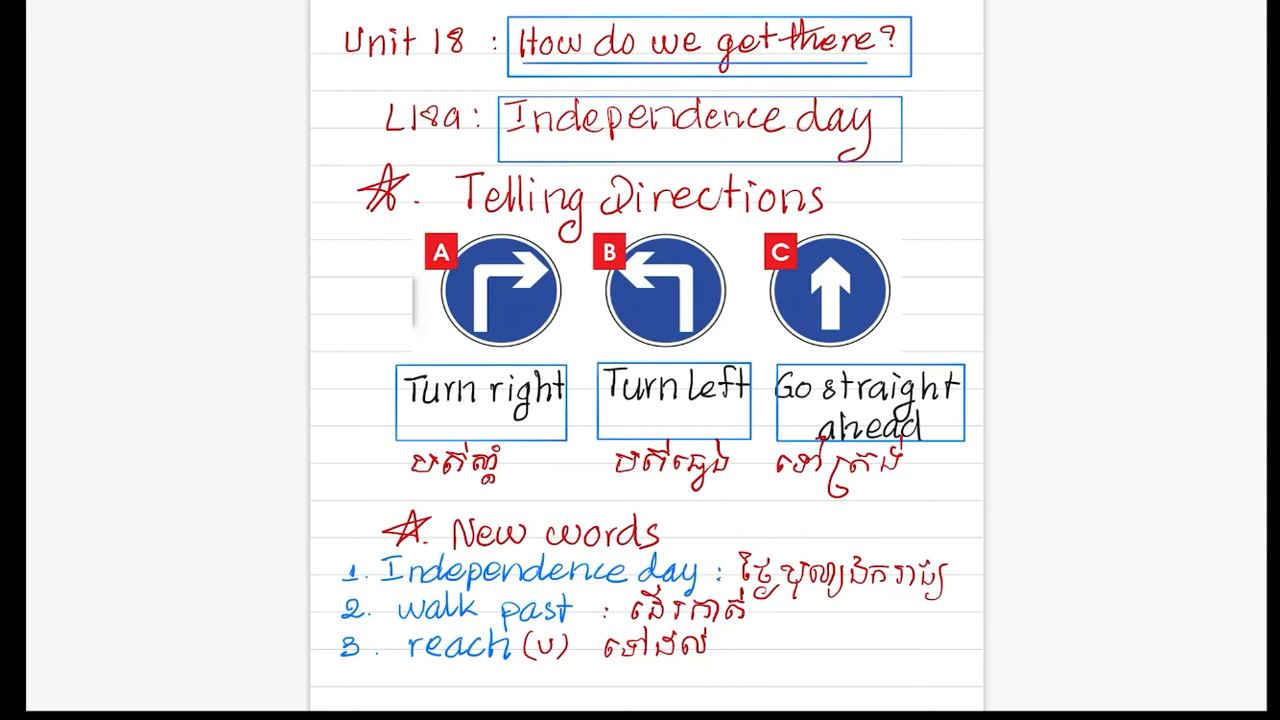 Unit 18 : How do we get there?
L18a: Independence day
☆. Telling Directions
A B C
Turn right Turn Left Go straight
ahead
បត់ស្តាំ បត់ឆ្វេង ទៅត្រង់
☆. New words
1. Independence day : ថ្ងៃបុណ្យឯករាជ្យ
2. walk past : ដើរកាត់
3. reach (v) ទៅដល់